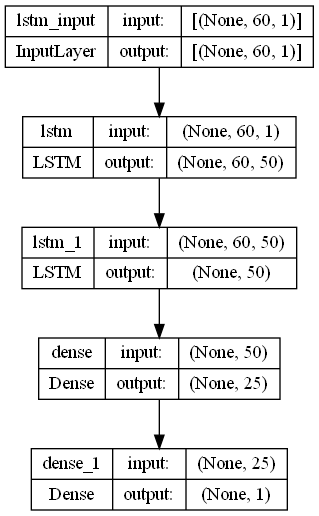 lstm_input input: [(None, 60, 1)]
InputLayer output: [(None, 60, 1)]
lstm input: (None, 60, 1)
LSTM output: (None, 60, 50)
lstm_1 input: (None, 60, 50)
LSTM output: (None, 50)
dense input: (None, 50)
Dense output: (None, 25)
dense_1 input: (None, 25)
Dense output: (None, 1)